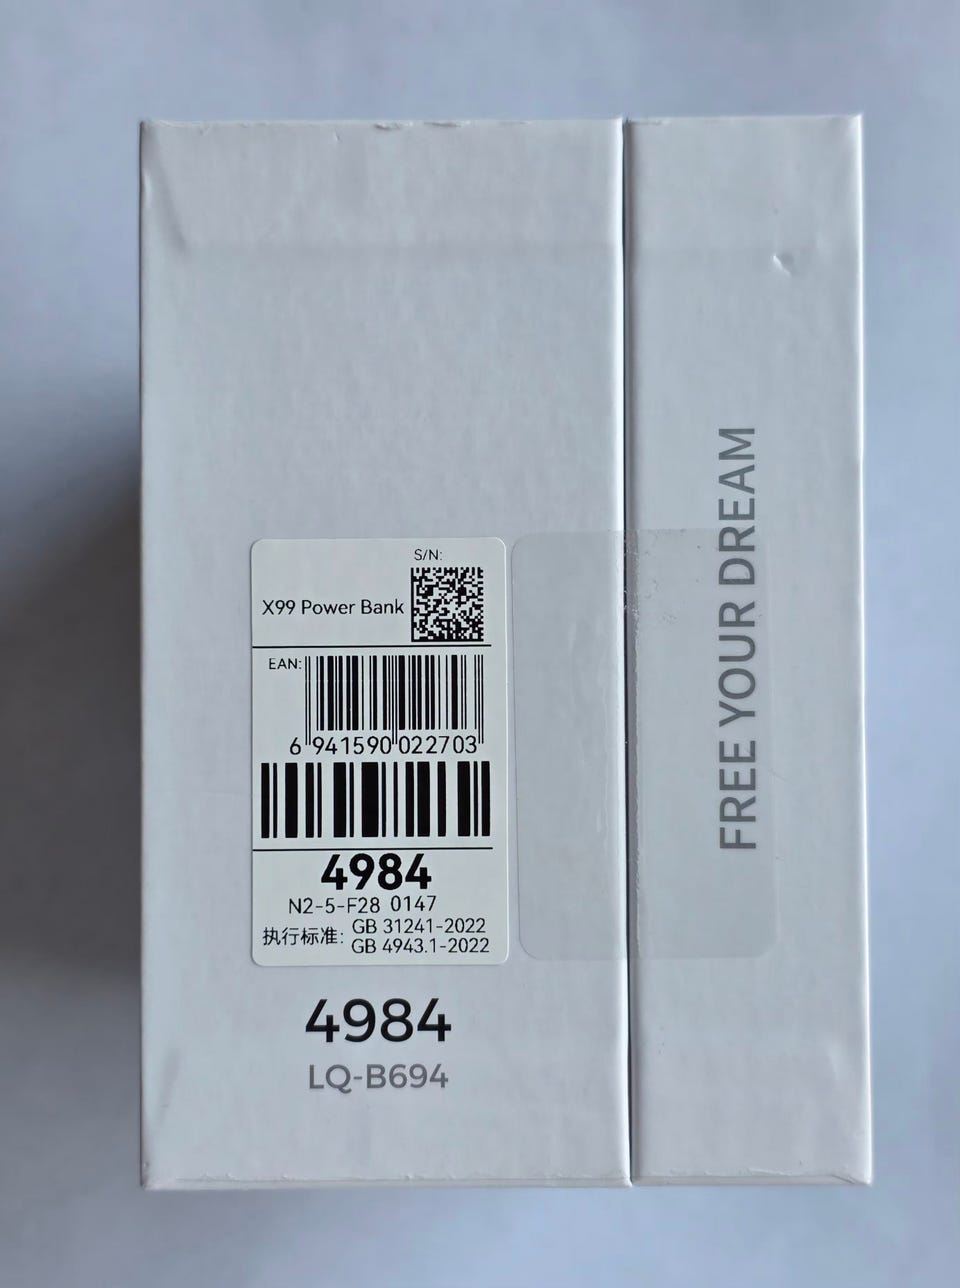 S/N:
X99 Power Bank
EAN:
6 941590 022703
4984
N2-5-F28 0147
执行标准: GB 31241-2022
GB 4943.1-2022
4984
LQ-B694
FREE YOUR DREAM